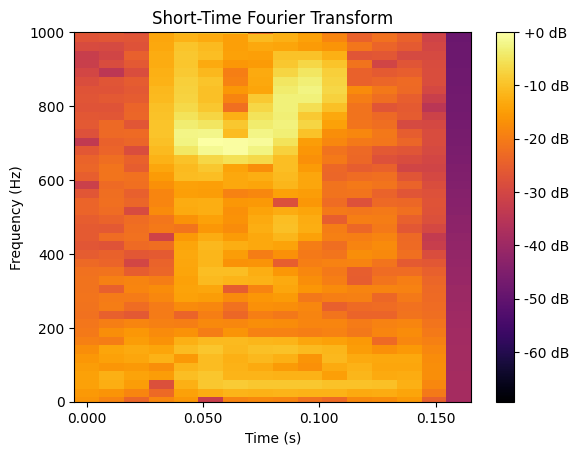 Short-Time Fourier Transform
1000
800
600
400
200
0
Frequency (Hz)
0.000
0.050
0.100
0.150
Time (s)
+0 dB
-10 dB
-20 dB
-30 dB
-40 dB
-50 dB
-60 dB